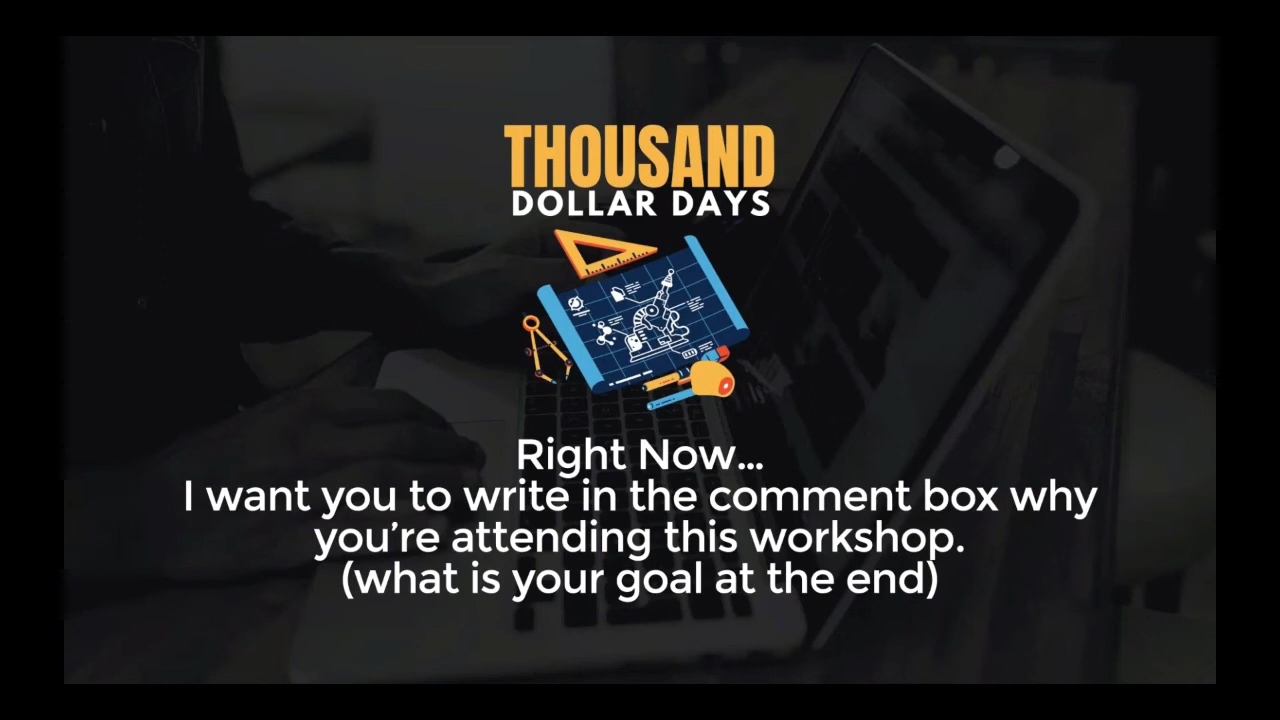 THOUSAND
DOLLAR DAYS
Right Now...
I want you to write in the comment box why
you're attending this workshop.
(what is your goal at the end)